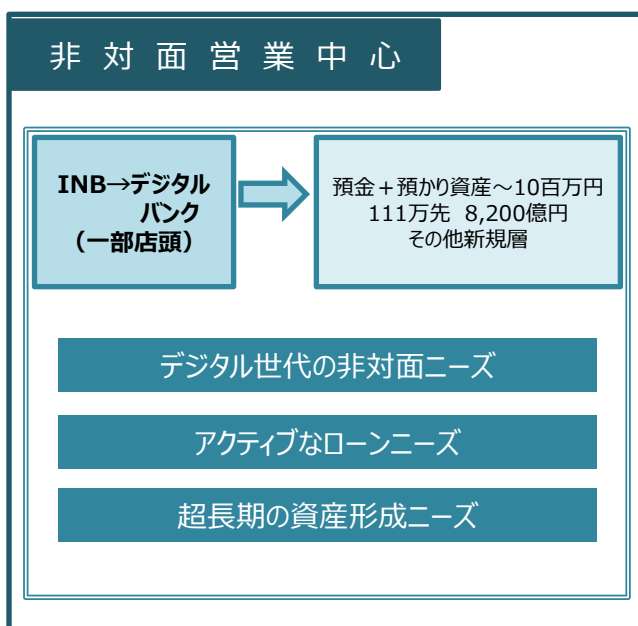 非対面営業中心
INB→デジタル
バンク
（一部店頭）
預金＋預かり資産～10百万円
111万先 8,200億円
その他新規層
デジタル世代の非対面ニーズ
アクティブなローンニーズ
超長期の資産形成ニーズ